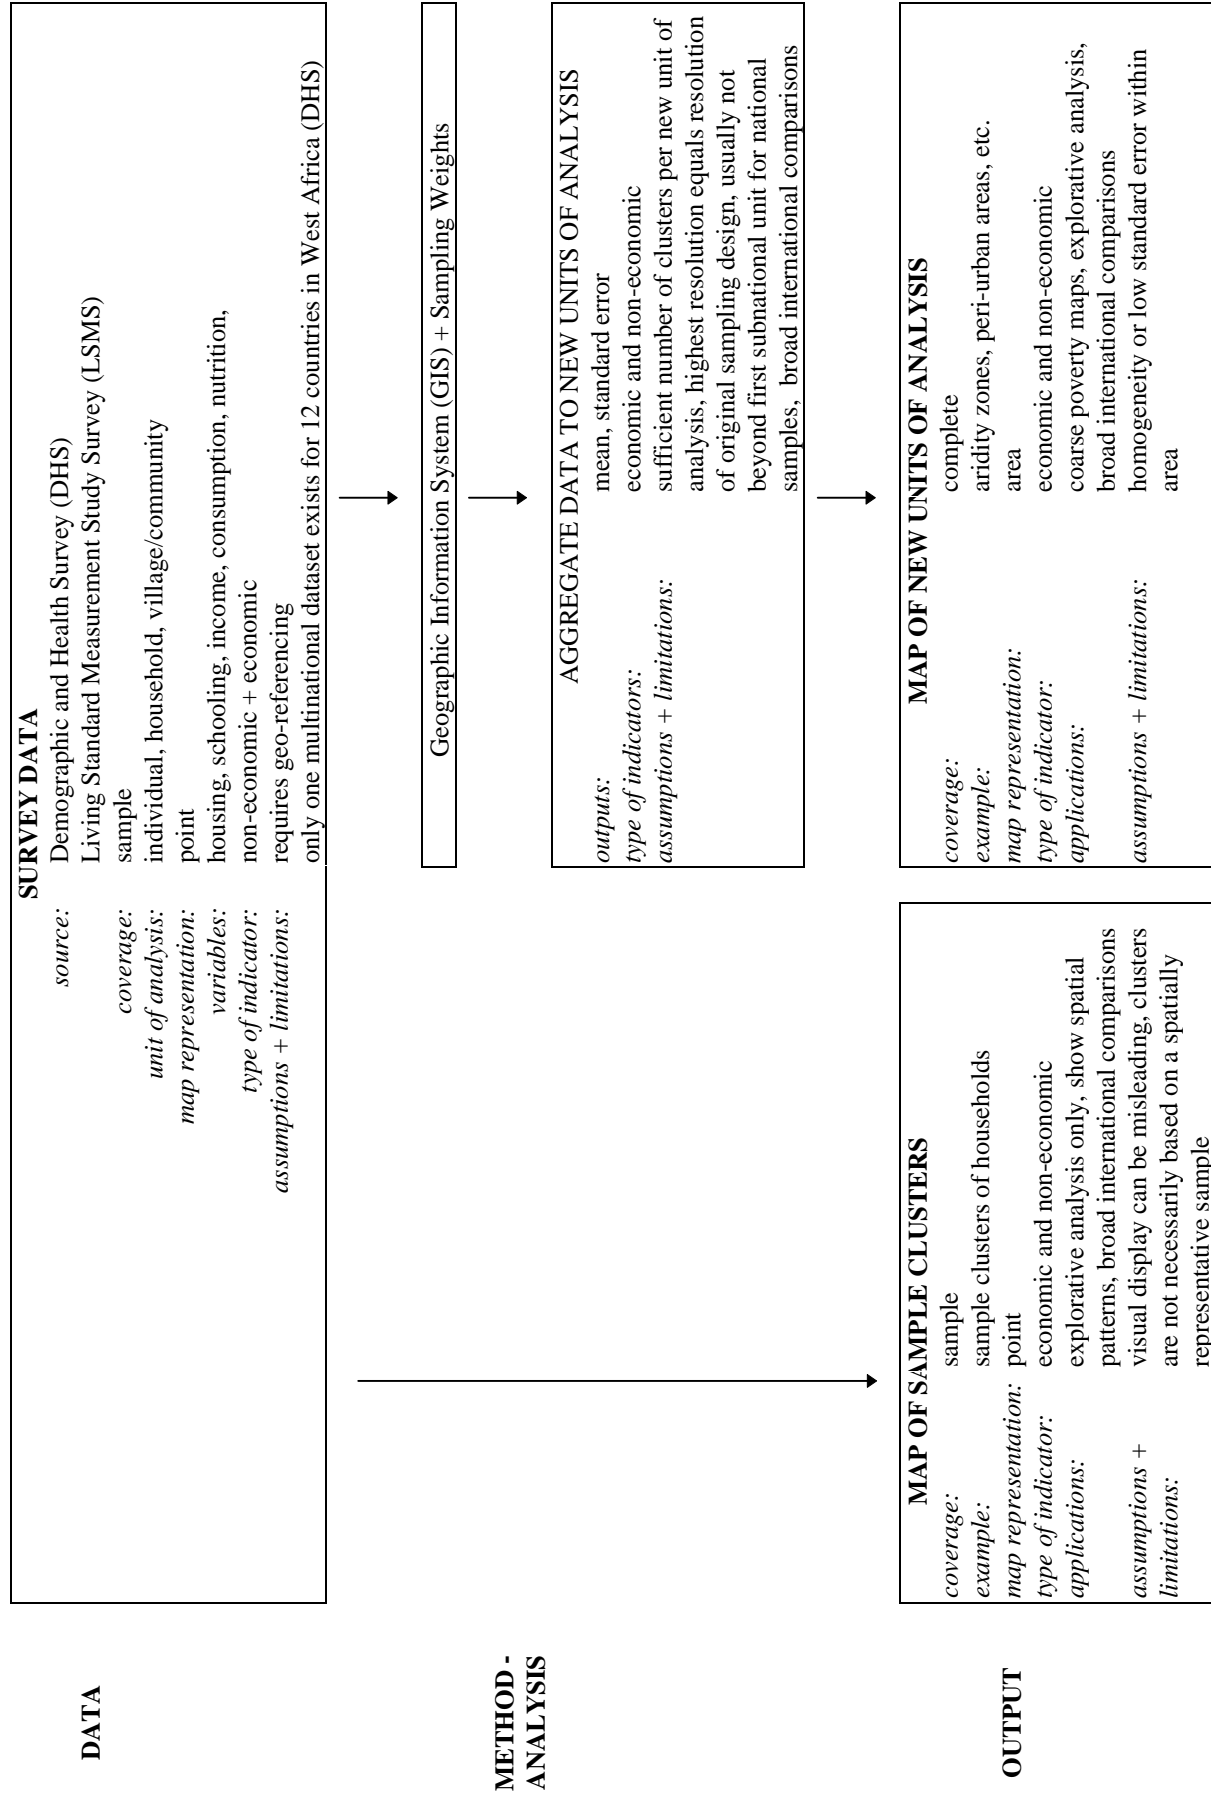 DATA
SURVEY DATA
source: Demographic and Health Survey (DHS)
Living Standard Measurement Study Survey (LSMS)
coverage: sample
unit of analysis: individual, household, village/community
map representation: point
variables: housing, schooling, income, consumption, nutrition,
type of indicator: non-economic + economic
assumptions + limitations: requires geo-referencing
only one multinational dataset exists for 12 countries in West Africa (DHS)
METHOD -
ANALYSIS
Geographic Information System (GIS) + Sampling Weights
AGGREGATE DATA TO NEW UNITS OF ANALYSIS
outputs: mean, standard error
type of indicators: economic and non-economic
assumptions + limitations: sufficient number of clusters per new unit of
analysis, highest resolution equals resolution
of original sampling design, usually not
beyond first subnational unit for national
samples, broad international comparisons
OUTPUT
MAP OF SAMPLE CLUSTERS
coverage: sample
example: sample clusters of households
map representation: point
type of indicator: economic and non-economic
applications: explorative analysis only, show spatial
patterns, broad international comparisons
assumptions + visual display can be misleading, clusters
limitations: are not necessarily based on a spatially
representative sample
MAP OF NEW UNITS OF ANALYSIS
coverage: complete
example: aridity zones, peri-urban areas, etc.
map representation: area
type of indicator: economic and non-economic
applications: coarse poverty maps, explorative analysis,
broad international comparisons
assumptions + limitations: homogeneity or low standard error within
area